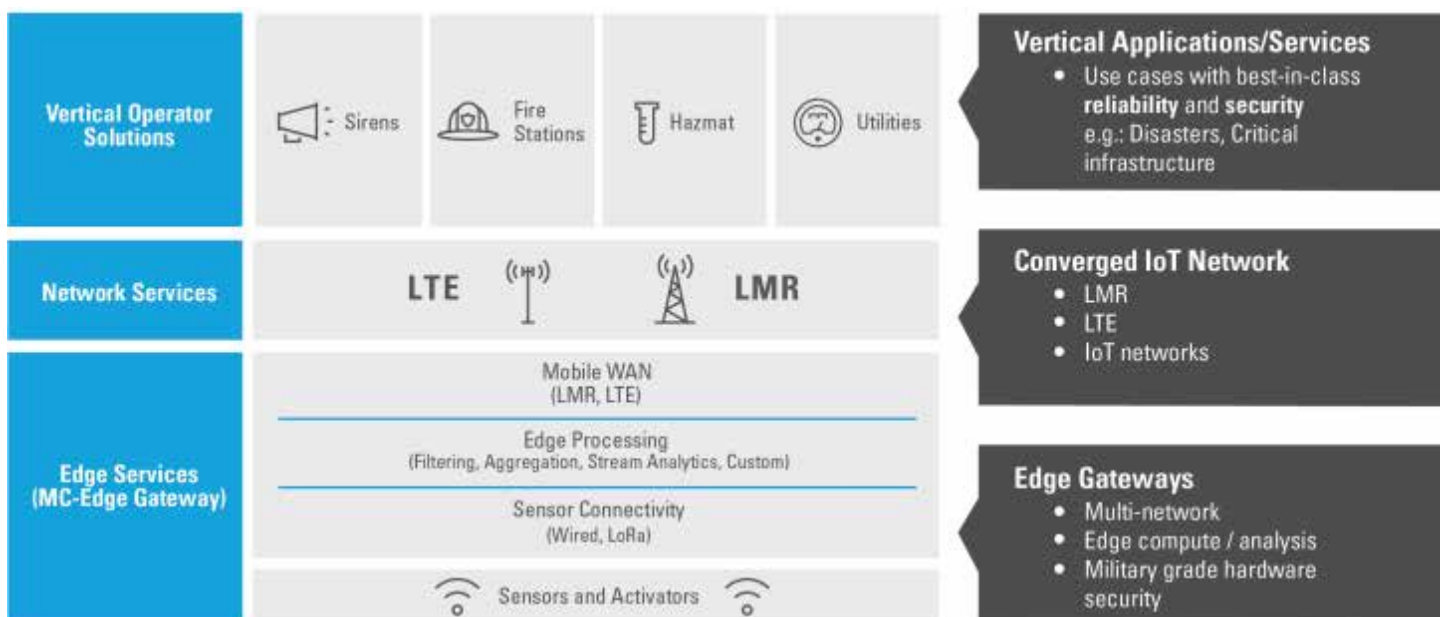 Vertical Operator
Solutions
Sirens
Fire
Stations
Hazmat
Utilities
Vertical Applications/Services
• Use cases with best-in-class
reliability and security
e.g.: Disasters, Critical
infrastructure
Network Services
LTE
LMR
Converged IoT Network
• LMR
• LTE
• IoT networks
Edge Services
(MC-Edge Gateway)
Mobile WAN
(LMR, LTE)
Edge Processing
(Filtering, Aggregation, Stream Analytics, Custom)
Sensor Connectivity
(Wired, LoRa)
Sensors and Activators
Edge Gateways
• Multi-network
• Edge compute / analysis
• Military grade hardware
security